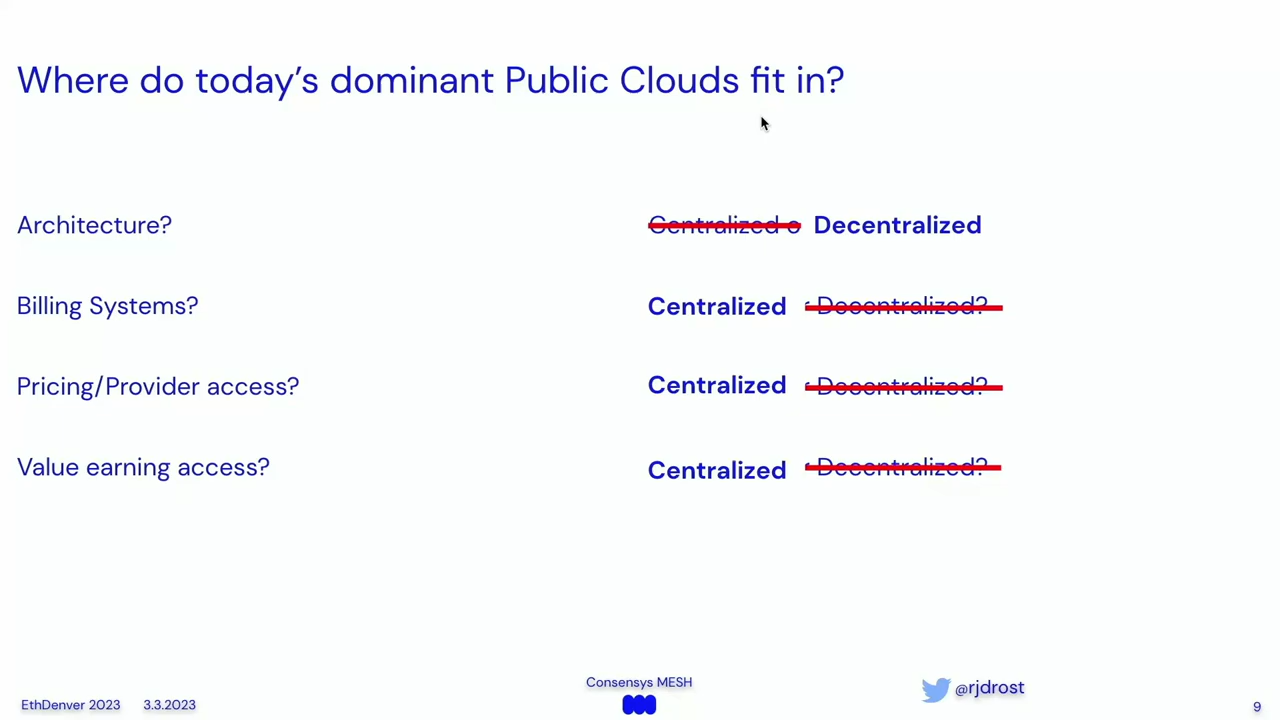 Where do today's dominant Public Clouds fit in?
Architecture? Centralized o Decentralized
Billing Systems? Centralized r Decentralized?
Pricing/Provider access? Centralized r Decentralized?
Value earning access? Centralized r Decentralized?
Consensys MESH
EthDenver 2023 3.3.2023
@rjdrost
9